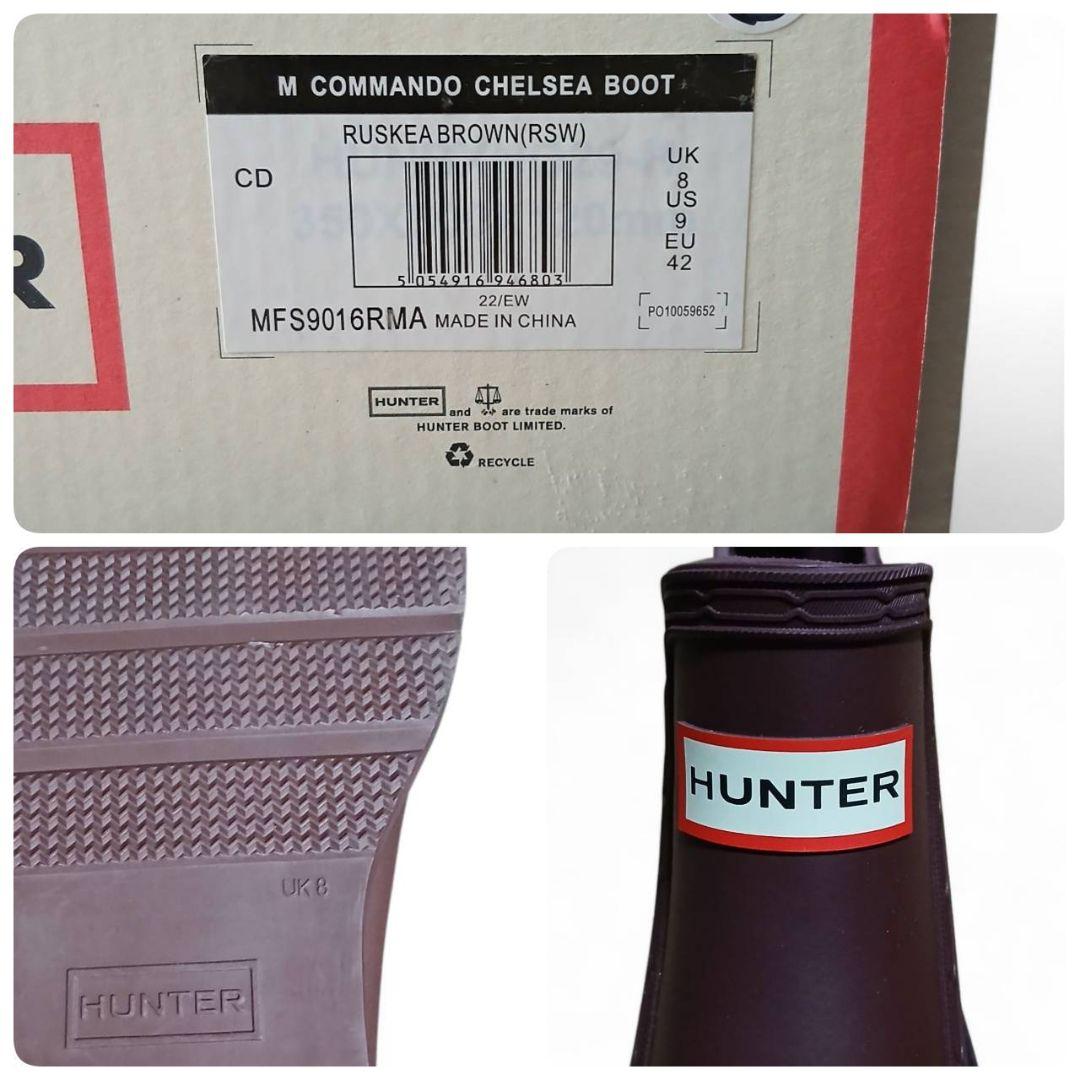 M COMMANDO CHELSEA BOOT
RUSKEA BROWN(RSW)
CD
UK
8
US
9
EU
42
5 054916 946803
22/EW
MFS9016RMA MADE IN CHINA
PO10059652
R
HUNTER and are trade marks of
HUNTER BOOT LIMITED.
RECYCLE
UK 8
HUNTER
HUNTER